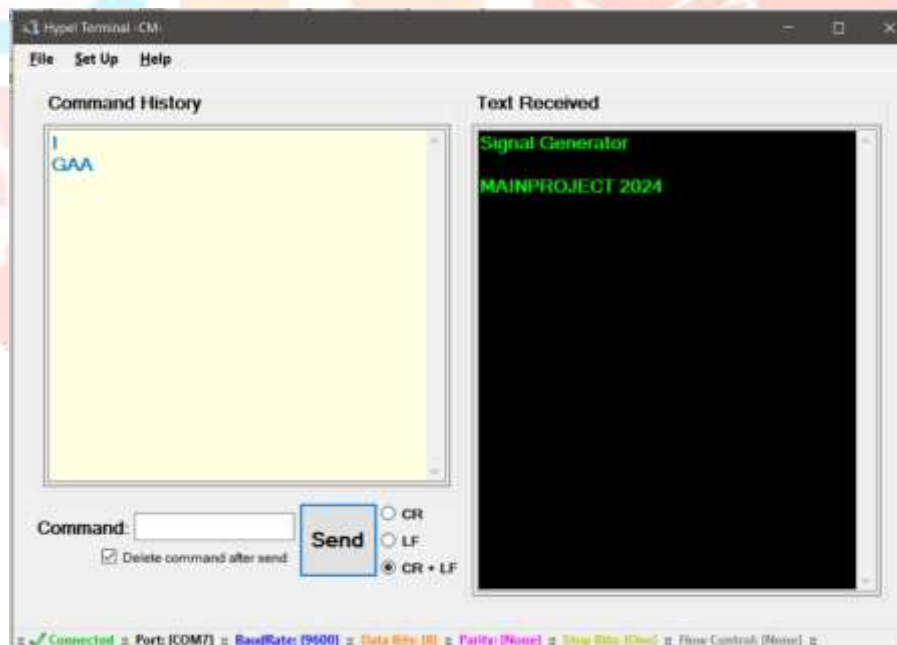 Hypel Terminal -CM-
File Set Up Help
Command History
Text Received
I
GAA
Signal Generator
MAINPROJECT 2024
Command:
Send
CR
LF
CR + LF
Delete command after send
Connected :: Port: [COM7] :: BaudRate: [9600] :: Data Bits: [8] :: Parity: [None] :: Stop Bits: [One] :: Flow Control: [None] ::